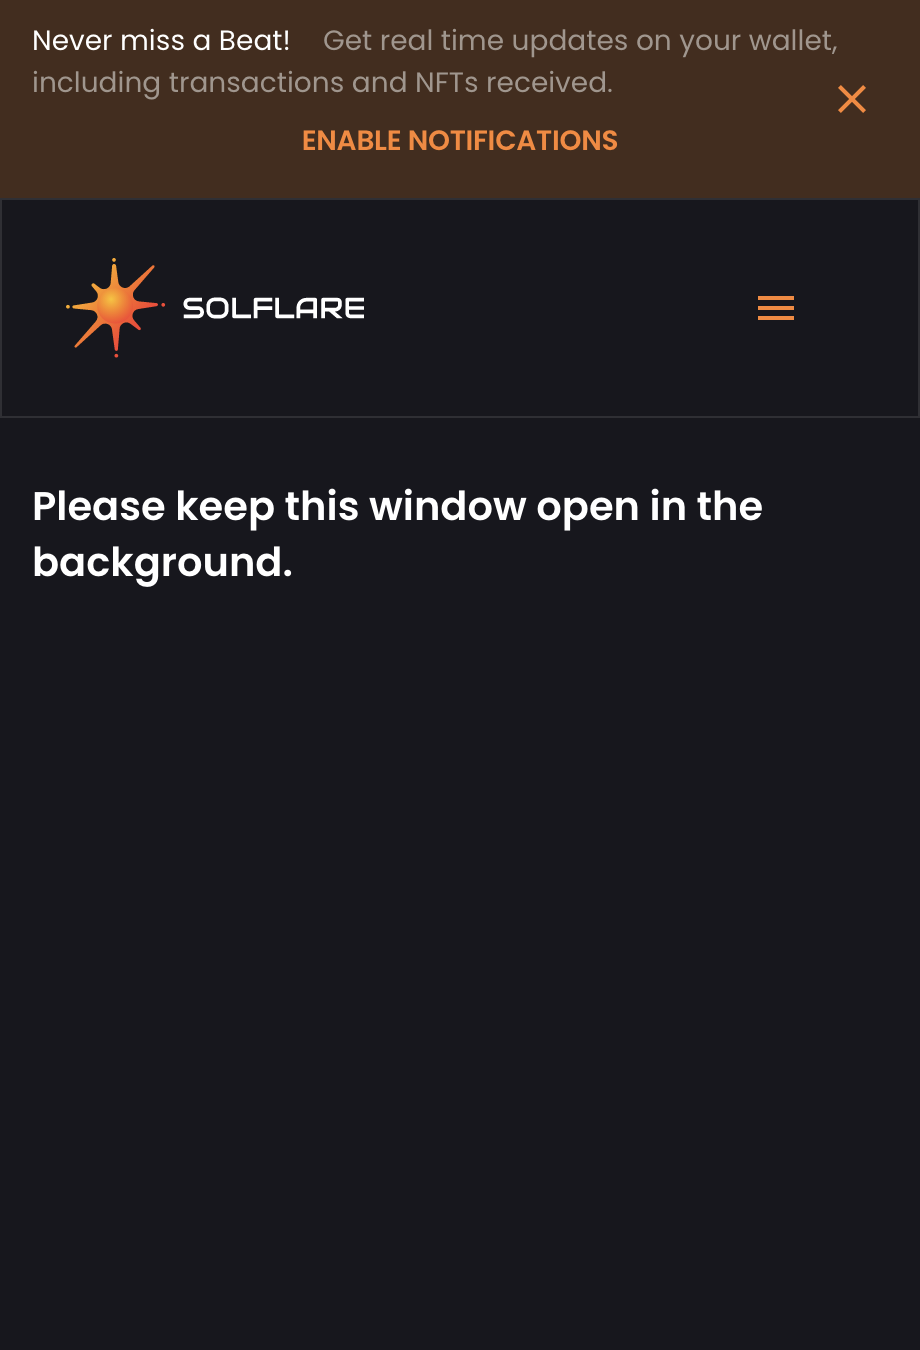 Never miss a Beat! Get real time updates on your wallet,
including transactions and NFTs received.
ENABLE NOTIFICATIONS
SOLFLARE
Please keep this window open in the
background.